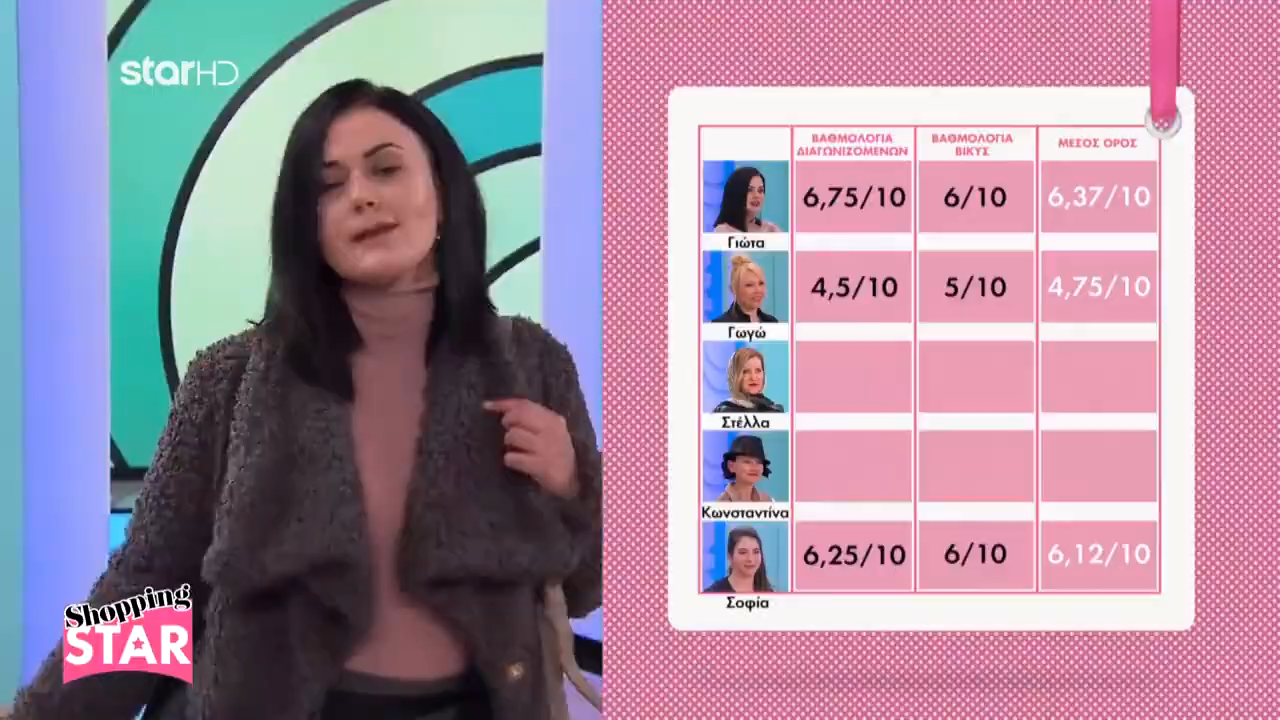 starHD
ΒΑΘΜΟΛΟΓΙΑ ΔΙΑΓΩΝΙΖΟΜΕΝΩΝ
ΒΑΘΜΟΛΟΓΙΑ ΒΙΚΥΣ
ΜΕΣΟΣ ΟΡΟΣ
6,75/10 6/10 6,37/10
Γιώτα
4,5/10 5/10 4,75/10
Γωγώ
Στέλλα
Κωνσταντίνα
6,25/10 6/10 6,12/10
Σοφία
Shopping
STAR